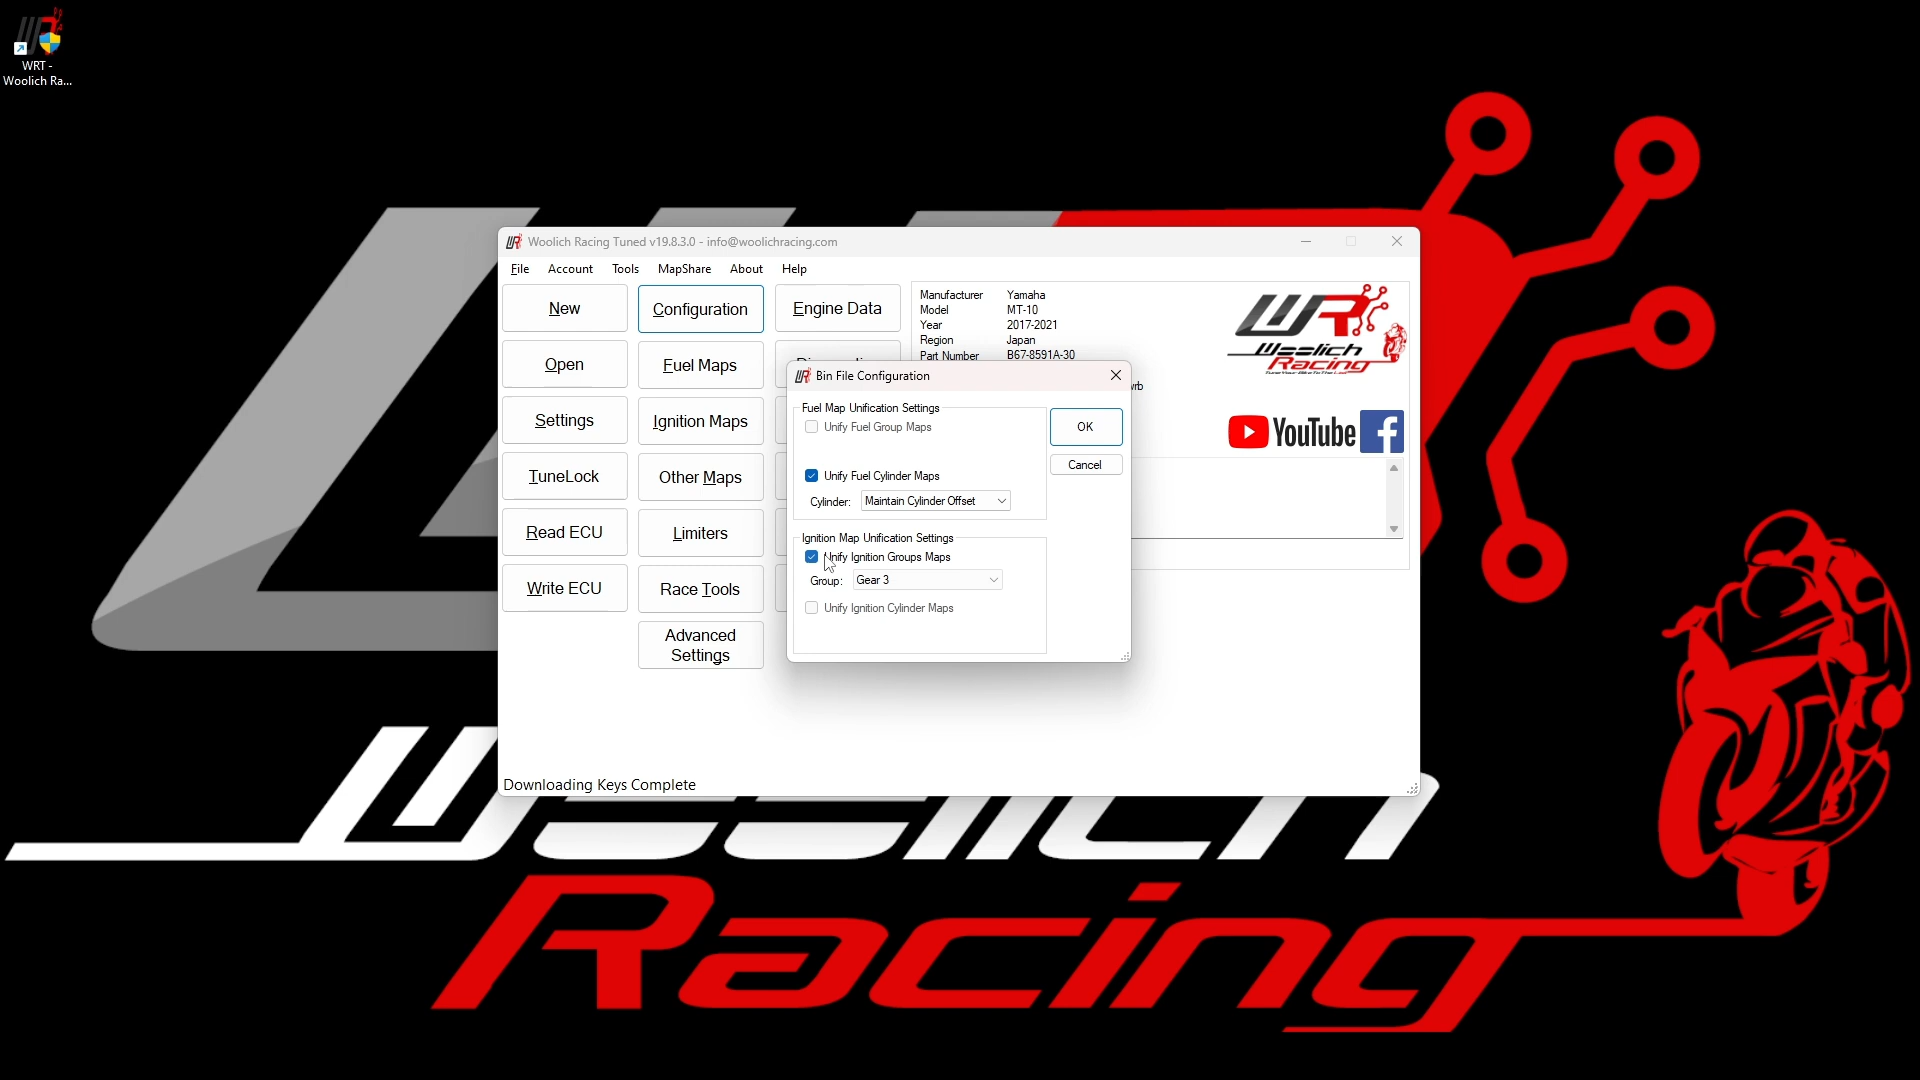 WRT -
Woolich Ra...
Woolich Racing Tuned v19.8.3.0 - info@woolichracing.com
File Account Tools MapShare About Help
New
Configuration
Engine Data
Open
Fuel Maps
Settings
Ignition Maps
TuneLock
Other Maps
Read ECU
Limiters
Write ECU
Race Tools
Advanced
Settings
Manufacturer Yamaha
Model MT-10
Year 2017-2021
Region Japan
Part Number B67-8591A-30
WR
Woolich
Racing
YouTube
Bin File Configuration
Fuel Map Unification Settings
Unify Fuel Group Maps
OK
Cancel
Unify Fuel Cylinder Maps
Cylinder: Maintain Cylinder Offset
Ignition Map Unification Settings
Unify Ignition Groups Maps
Group: Gear 3
Unify Ignition Cylinder Maps
Downloading Keys Complete
Woolich
Racing